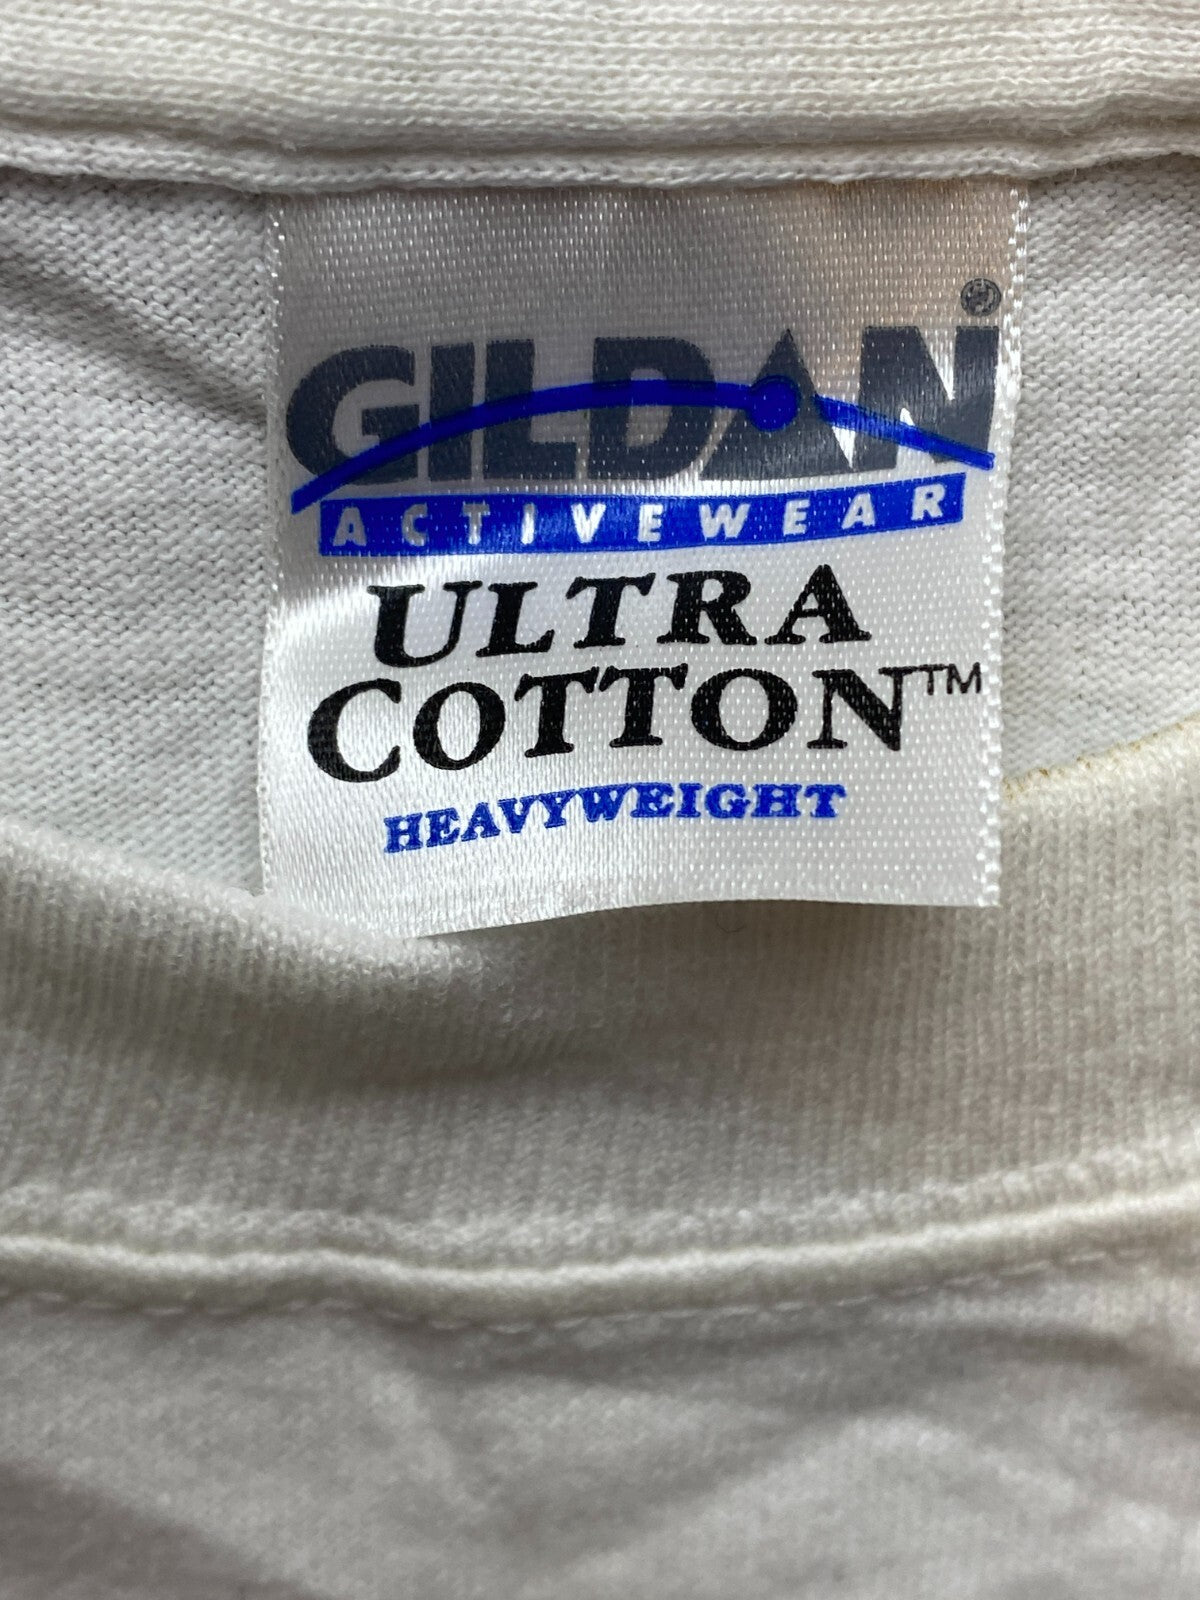 GILDAN®
ACTIVEWEAR
ULTRA
COTTON™
HEAVYWEIGHT